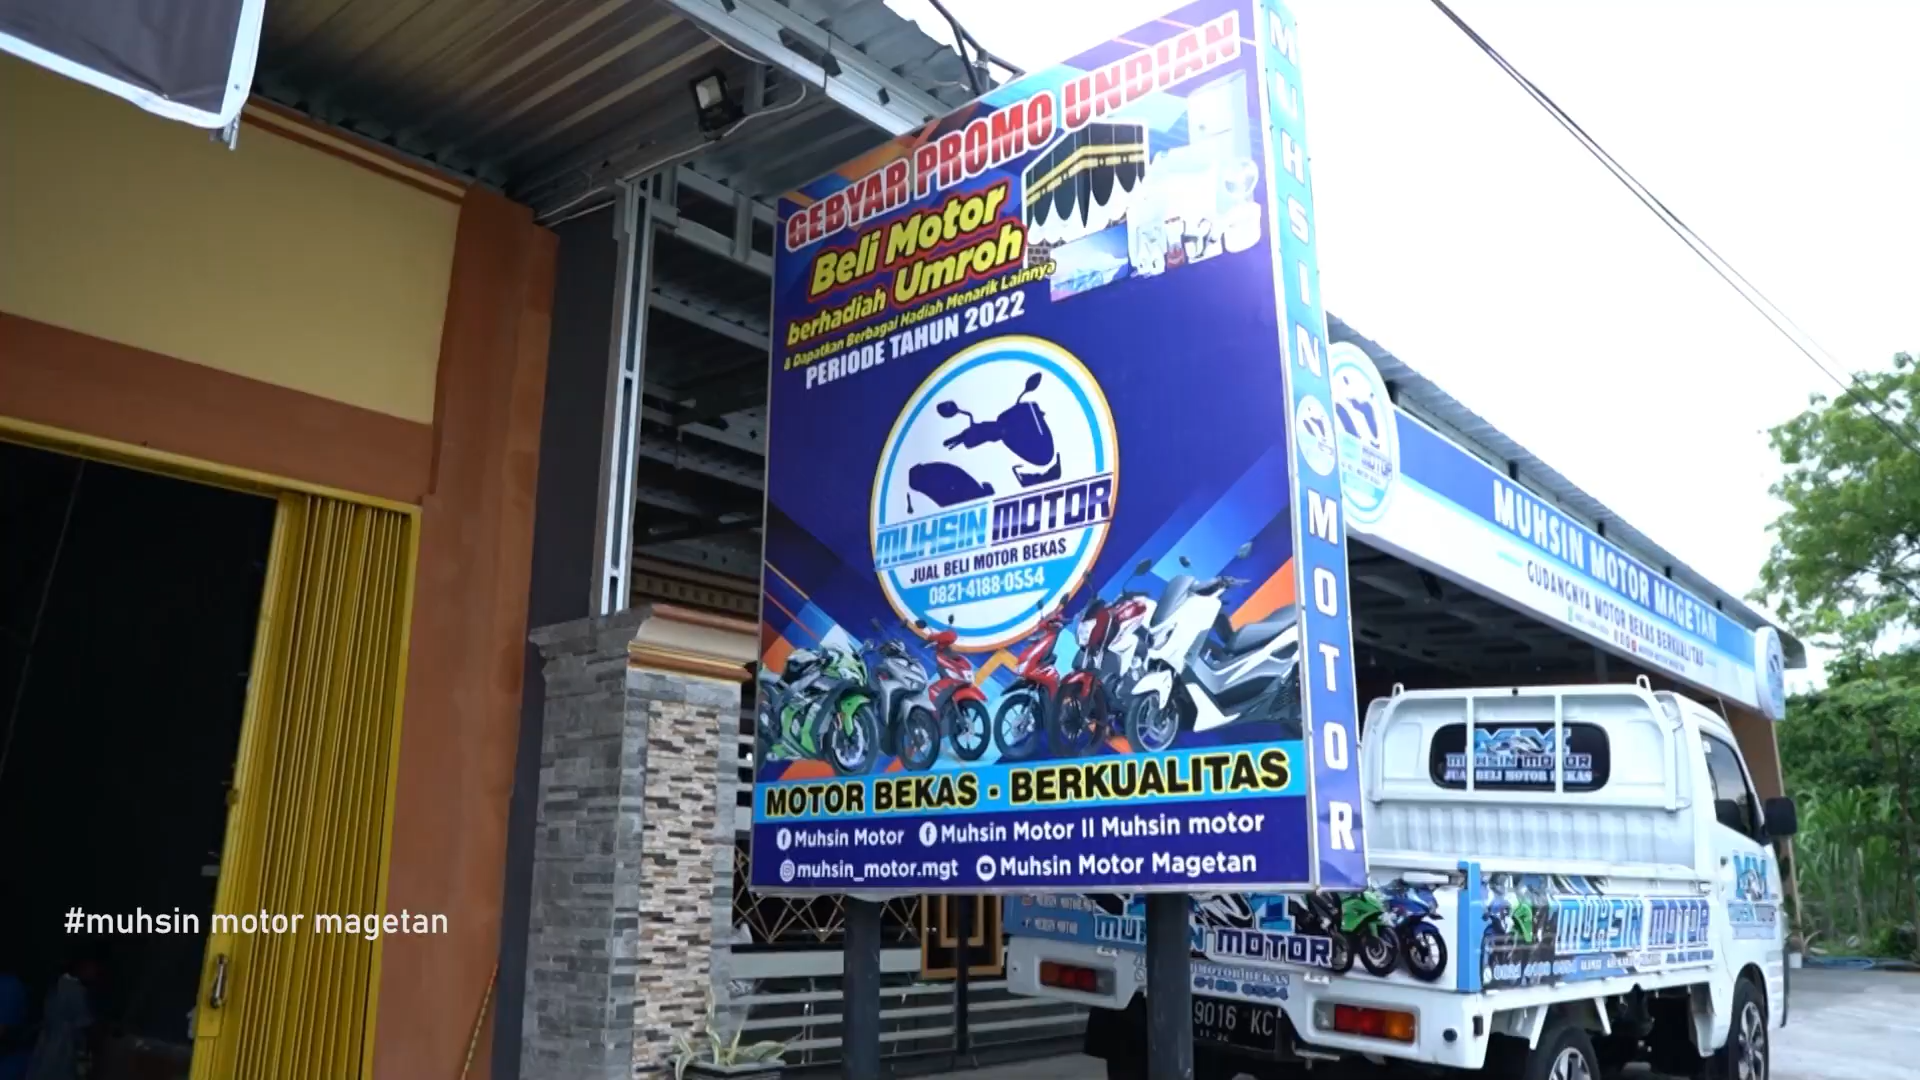 GEBYAR PROMO UNDIAN
Beli Motor
berhadiah Umroh
& Dapatkan Berbagai Hadiah Menarik Lainnya
PERIODE TAHUN 2022
MUHSIN MOTOR
JUAL BELI MOTOR BEKAS
0821-4188-0554
MOTOR BEKAS - BERKUALITAS
Muhsin Motor Muhsin Motor II Muhsin motor
muhsin_motor.mgt Muhsin Motor Magetan
MUHSIN MOTOR
MUHSIN MOTOR MAGETAN
GUDANGNYA MOTOR BEKAS BERKUALITAS
MUHSIN MOTOR
JUAL BELI MOTOR BEKAS
MUHSIN MOTOR
MUHSIN MOTOR
0821 4188 0554
9016 KC
#muhsin motor magetan